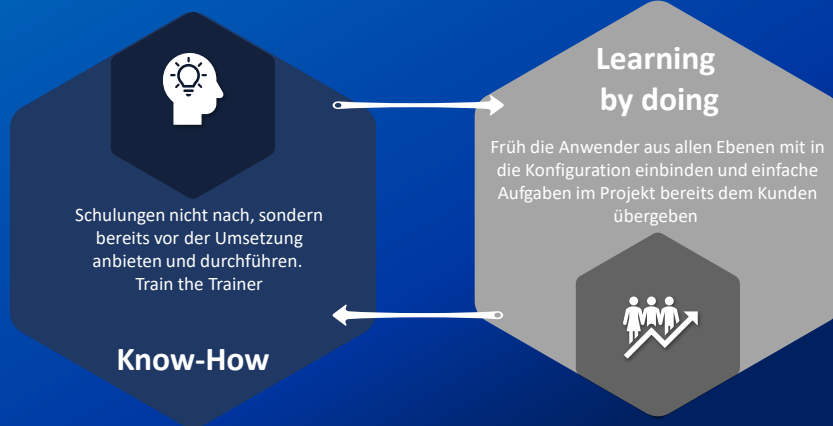 Schulungen nicht nach, sondern
bereits vor der Umsetzung
anbieten und durchführen.
Train the Trainer
Know-How
Learning
by doing
Früh die Anwender aus allen Ebenen mit in
die Konfiguration einbinden und einfache
Aufgaben im Projekt bereits dem Kunden
übergeben